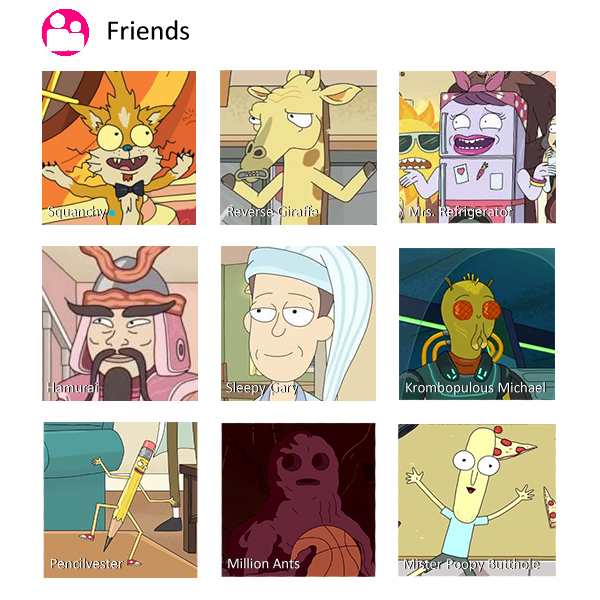 Friends
Squanchy
Reverse Giraffe
Mrs. Refrigerator
Hamurai
Sleepy Gary
Krombopulous Michael
Pencilvester
Million Ants
Mister Poopy Butthole